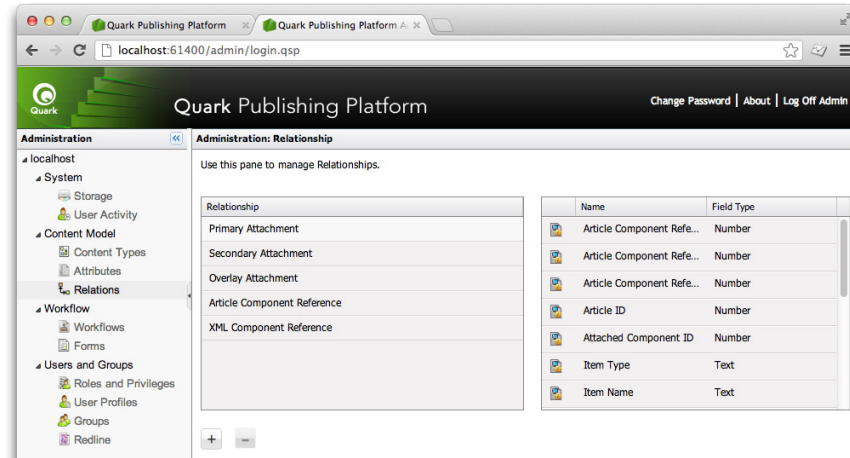 Quark Publishing Platform
Quark Publishing Platform A
localhost:61400/admin/login.qsp
Quark
Quark Publishing Platform
Change Password | About | Log Off Admin
Administration
Administration: Relationship
localhost
System
Storage
User Activity
Content Model
Content Types
Attributes
Relations
Workflow
Workflows
Forms
Users and Groups
Roles and Privileges
User Profiles
Groups
Redline
Use this pane to manage Relationships.
Relationship
Primary Attachment
Secondary Attachment
Overlay Attachment
Article Component Reference
XML Component Reference
Name Field Type
Article Component Refe... Number
Article Component Refe... Number
Article Component Refe... Number
Article ID Number
Attached Component ID Number
Item Type Text
Item Name Text